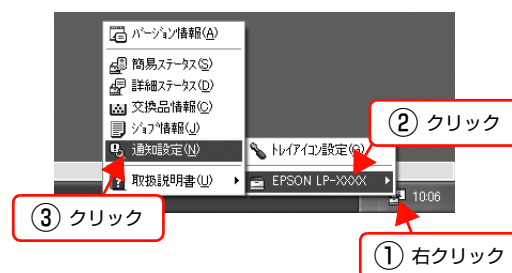 バージョン情報(A)
簡易ステータス(S)
詳細ステータス(D)
交換品情報(C)
ジョブ情報(J)
通知設定(N)
取扱説明書(U)
トレイアイコン設定(G)
EPSON LP-XXXX
10:06
② クリック
③ クリック
① 右クリック